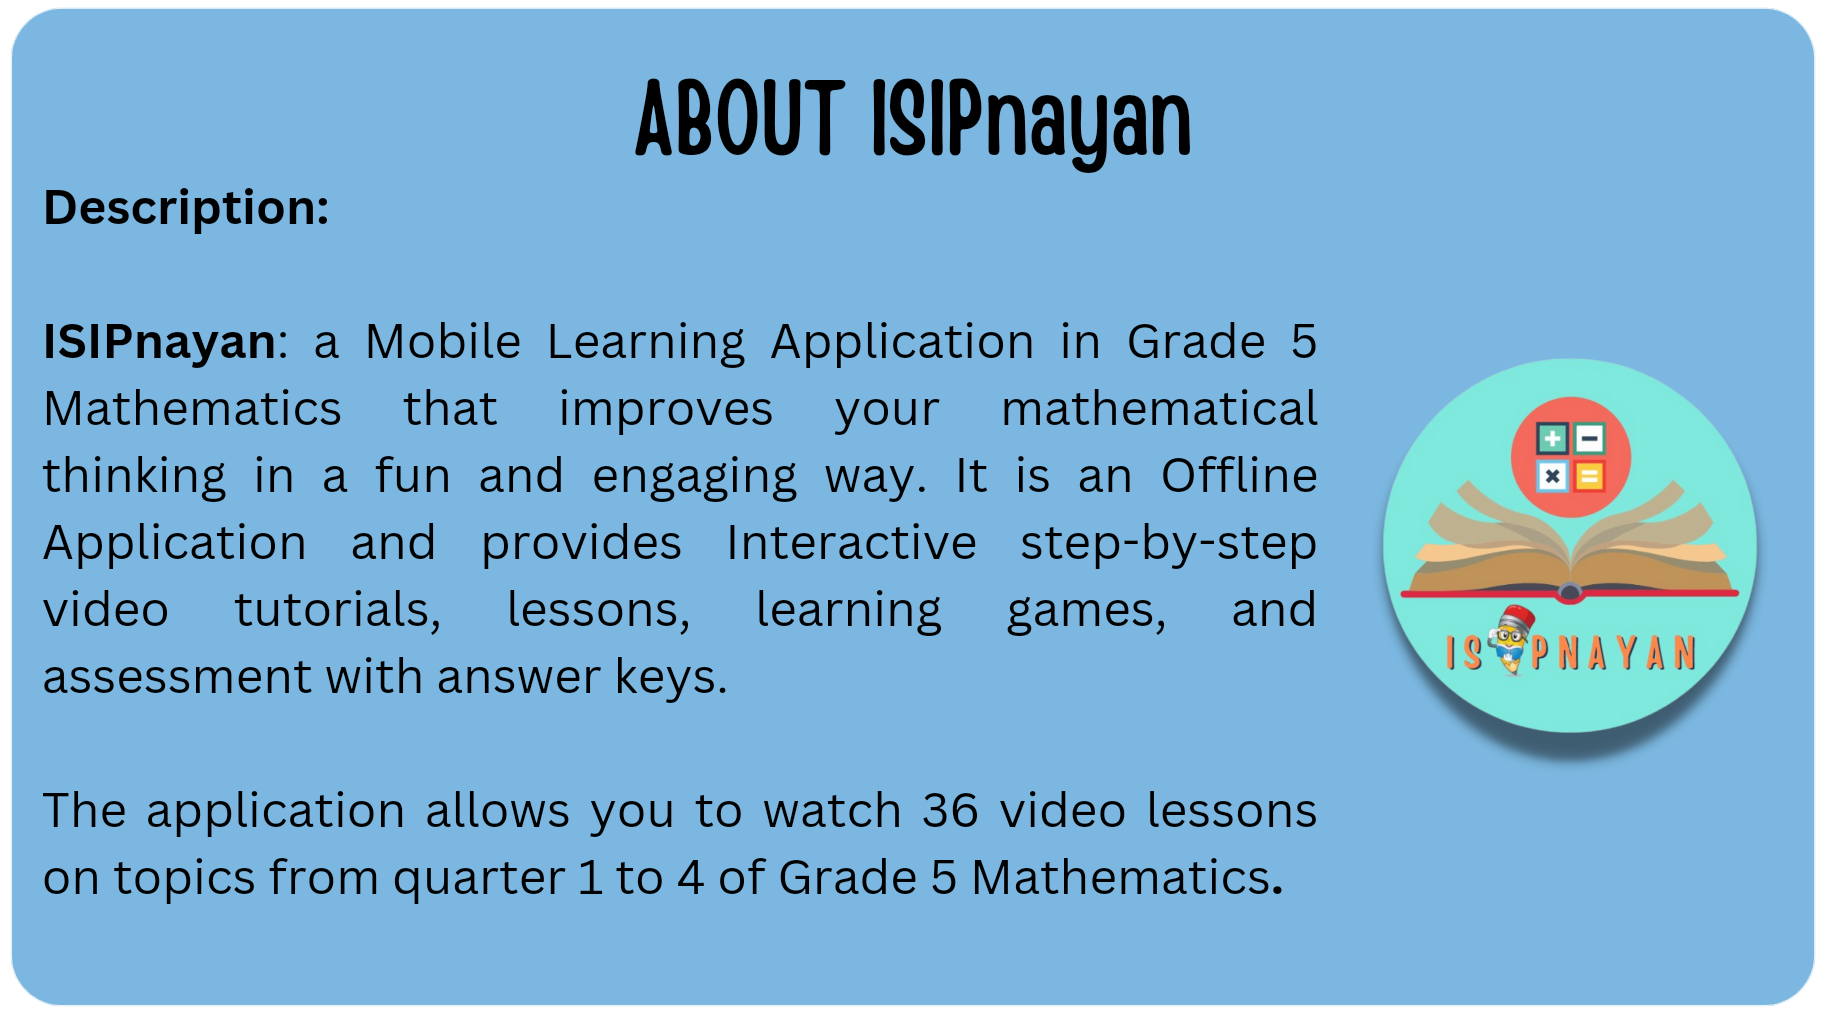 ABOUT ISIPnayan
Description:
ISIPnayan: a Mobile Learning Application in Grade 5
Mathematics that improves your mathematical
thinking in a fun and engaging way. It is an Offline
Application and provides Interactive step-by-step
video tutorials, lessons, learning games, and
assessment with answer keys.
The application allows you to watch 36 video lessons
on topics from quarter 1 to 4 of Grade 5 Mathematics.
ISIPNAYAN